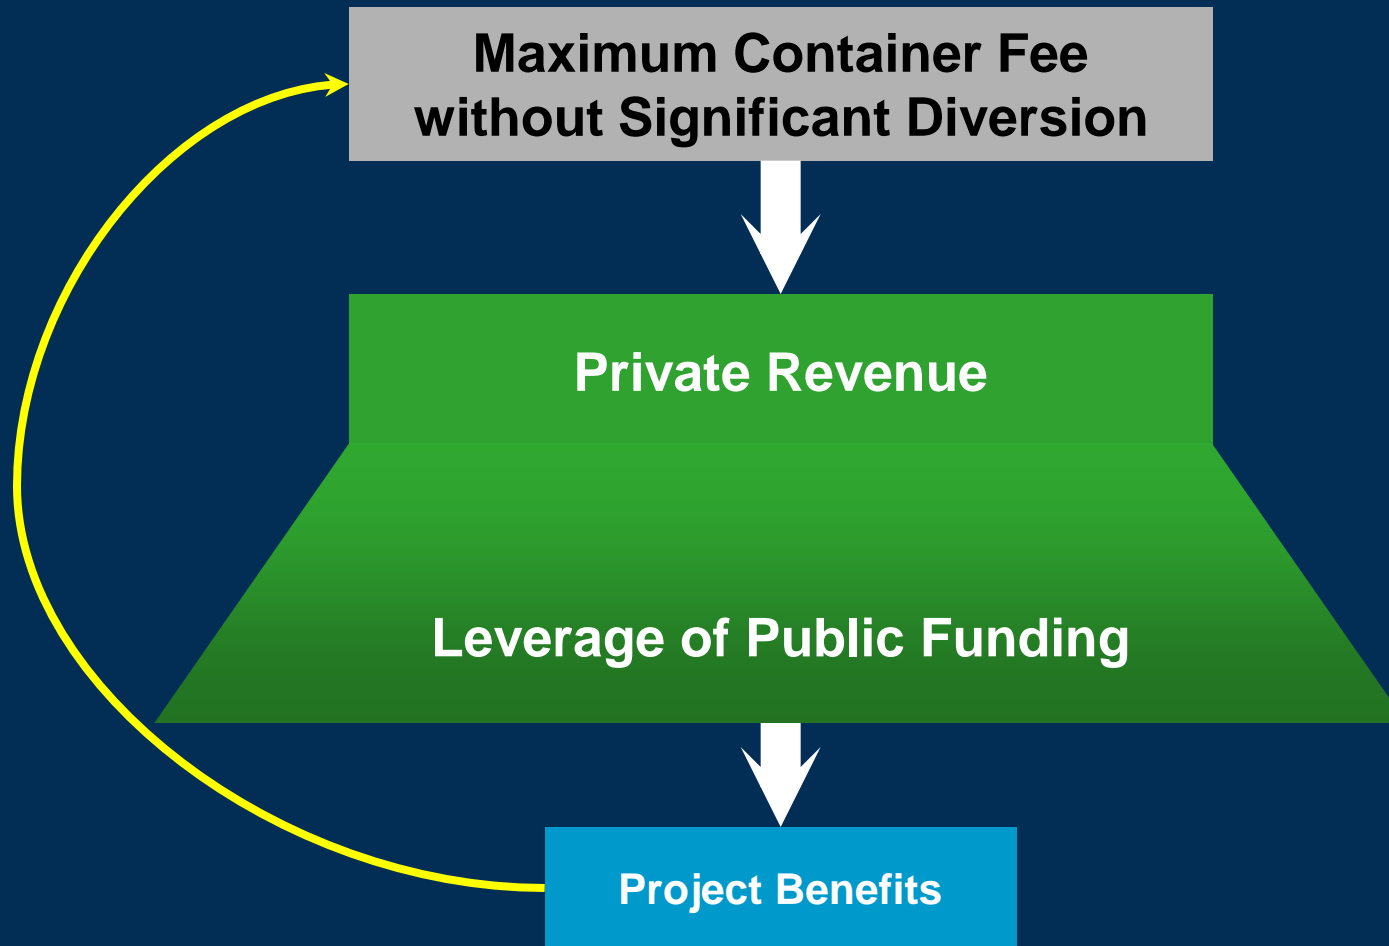 Maximum Container Fee
without Significant Diversion
Private Revenue
Leverage of Public Funding
Project Benefits